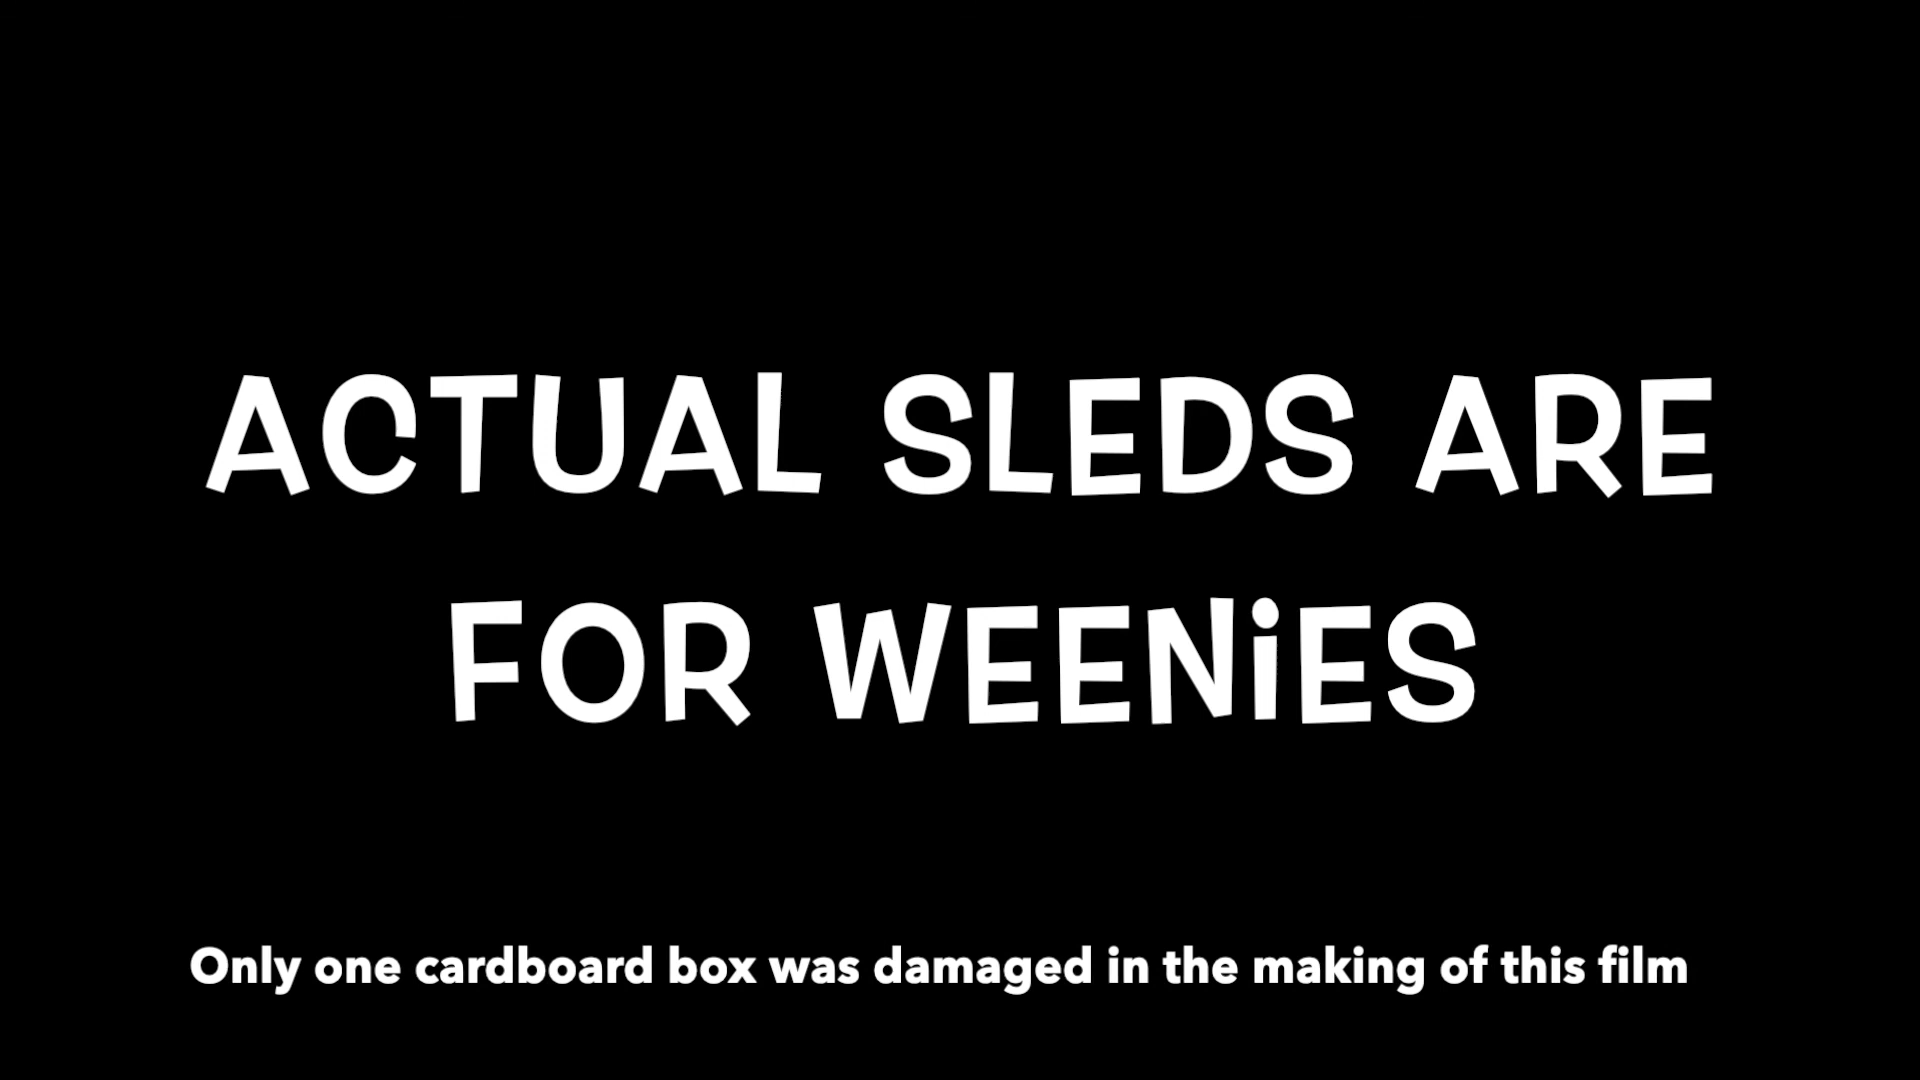 ACTUAL SLEDS ARE
FOR WEENiES
Only one cardboard box was damaged in the making of this film